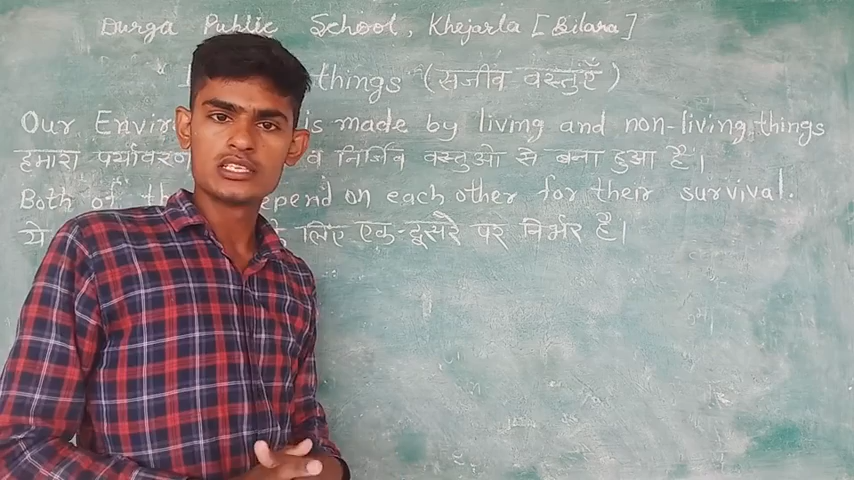 Durga Public School, Khejarla [Bilara]
things (सजीव वस्तुएँ)
Our Envir is made by living and non-living things
हमारा पर्यावरण व निर्जिव वस्तुओ से बना हुआ है।
Both of th epend on each other for their survival.
ये लिए एक-दूसरे पर निर्भर है।